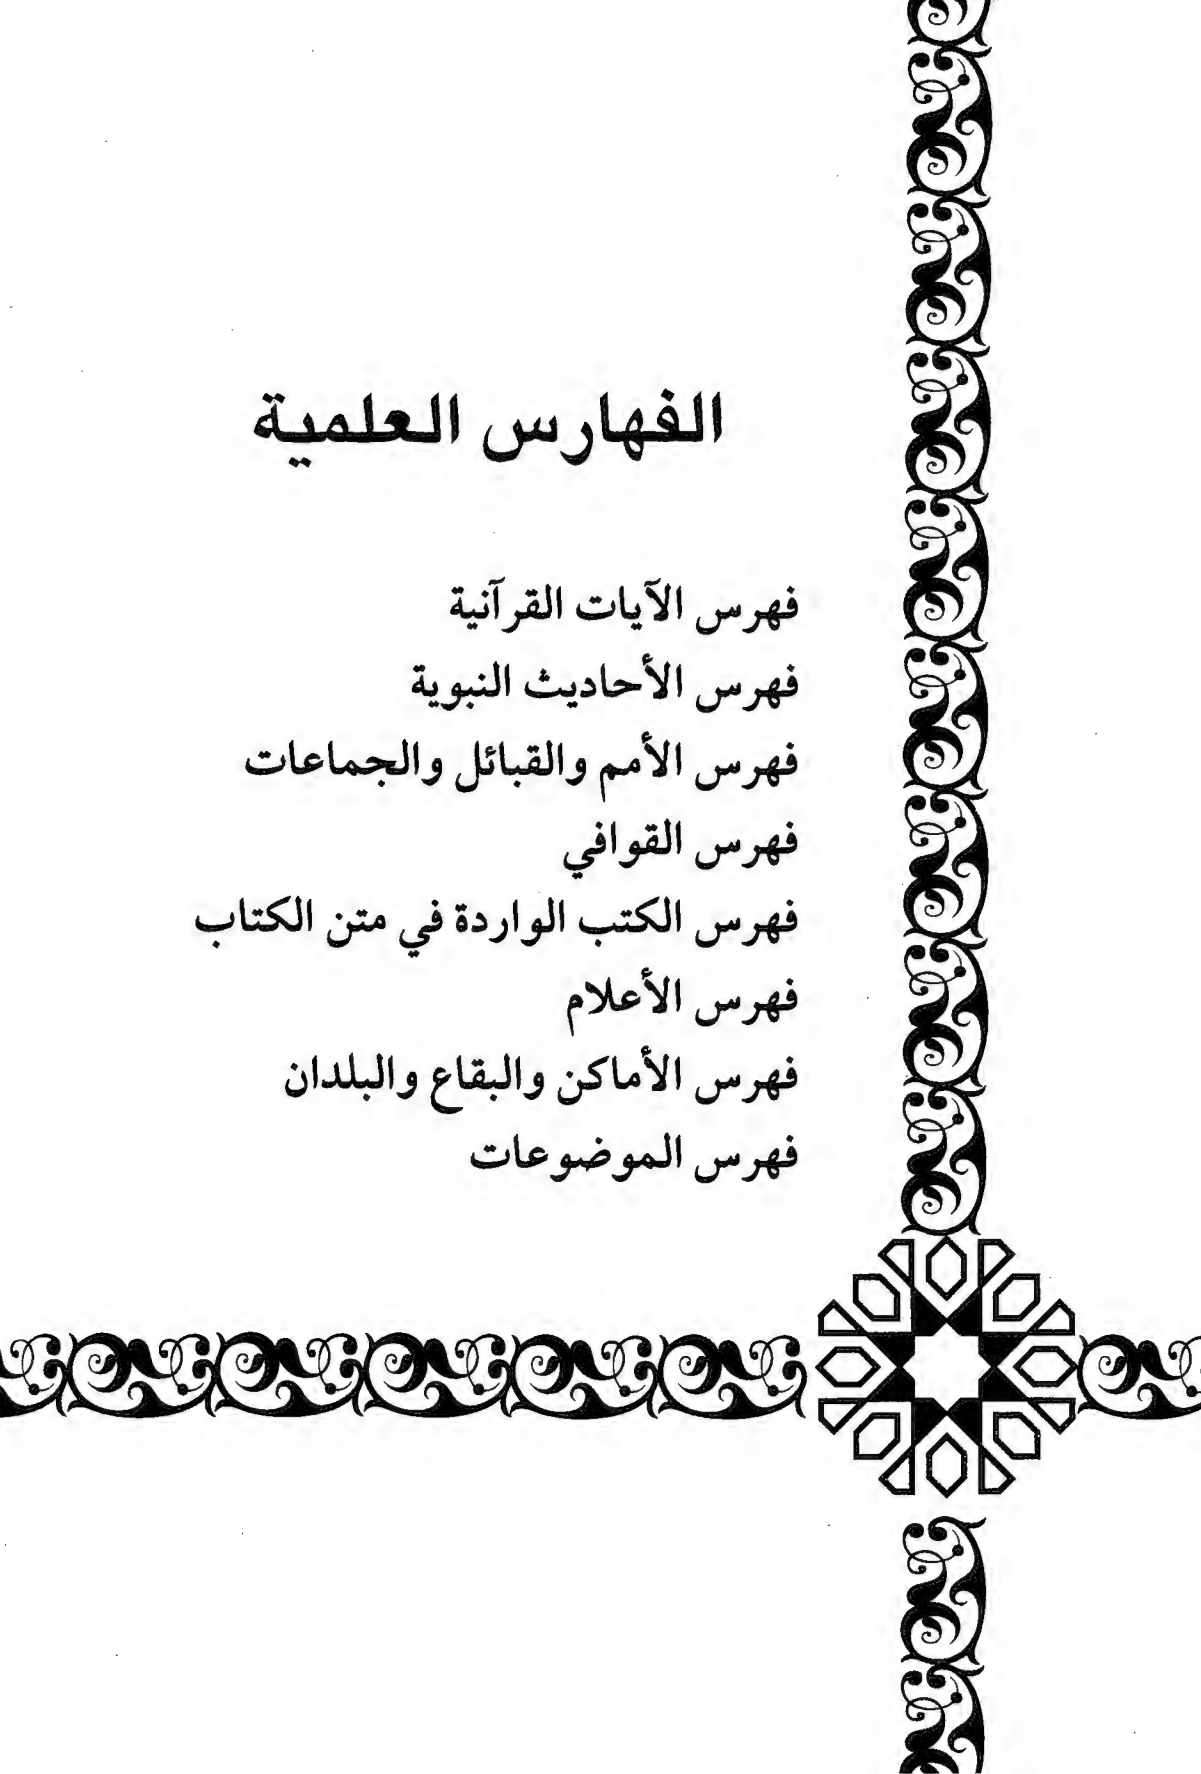 الفهارس العلمية
فهرس الآيات القرآنية
فهرس الأحاديث النبوية
فهرس الأمم والقبائل والجماعات
فهرس القوافي
فهرس الكتب الواردة في متن الكتاب
فهرس الأعلام
فهرس الأماكن والبقاع والبلدان
فهرس الموضوعات